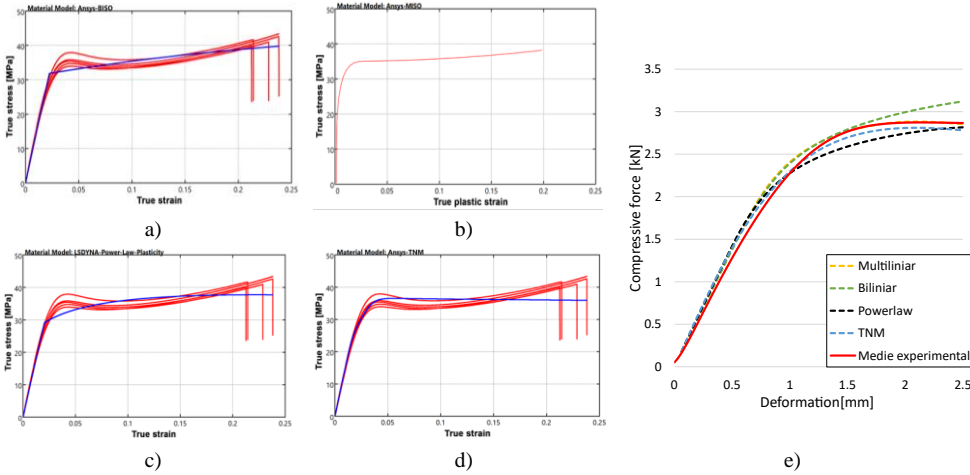 Material Model: Ansys-BISO
True stress [MPa]
50
40
30
20
10
0
0
0.05
0.1
0.15
0.2
0.25
True strain
a)
Material Model: Ansys-MISO
True stress [MPa]
50
40
30
20
10
0
0
0.05
0.1
0.15
0.2
0.25
True plastic strain
b)
Material Model: LSDYNA-Power-Law-Plasticity
True stress [MPa]
50
40
30
20
10
0
0
0.05
0.1
0.15
0.2
0.25
True strain
c)
Material Model: Ansys-TNM
True stress [MPa]
50
40
30
20
10
0
0
0.05
0.1
0.15
0.2
0.25
True strain
d)
Compressive force [kN]
3.5
3
2.5
2
1.5
1
0.5
0
Multiliniar
Biliniar
Powerlaw
TNM
Medie experimental
0
0.5
1
1.5
2
2.5
Deformation[mm]
e)